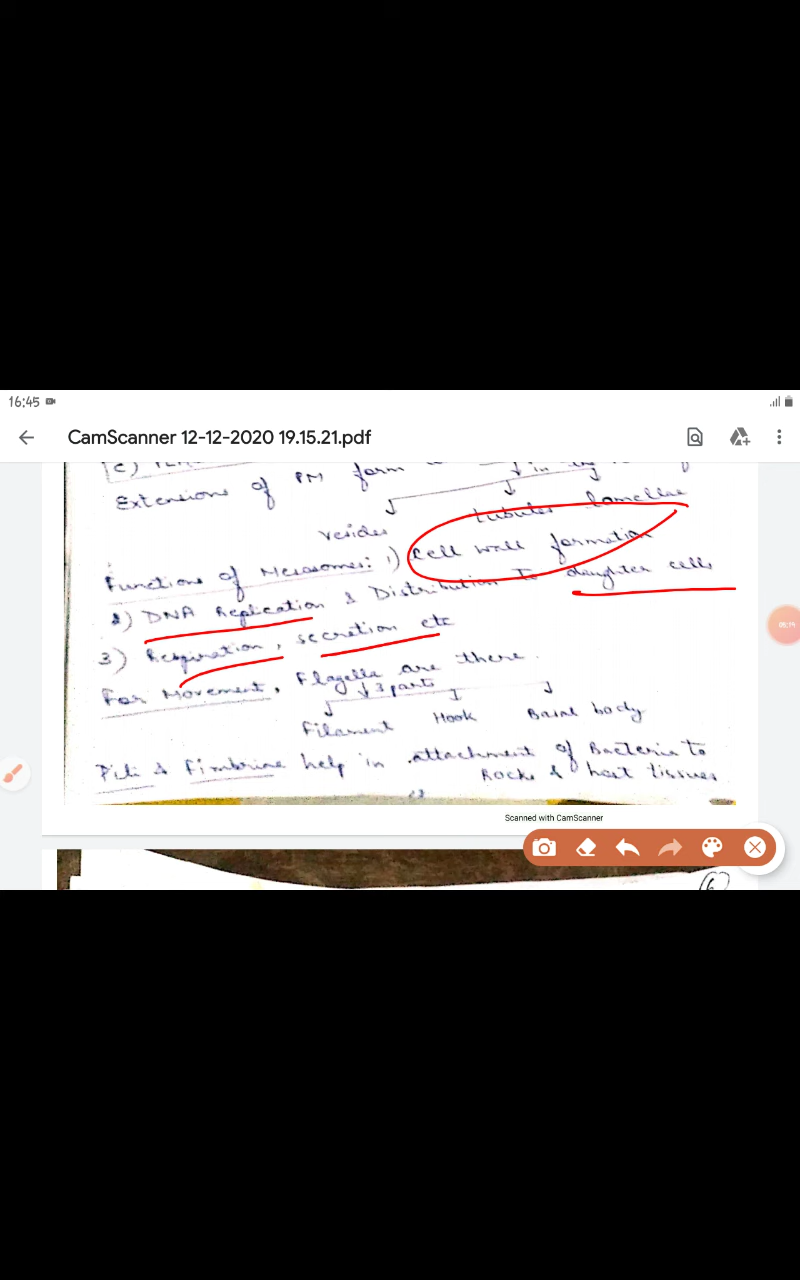 16:45
CamScanner 12-12-2020 19.15.21.pdf
(c)
Extensions of PM form in the
vesicles tubules lamellae
Functions of Mesosomes: 1) Cell wall formation
2) DNA Replication & Distribution to daughter cells
3) Respiration, secretion etc
For Movement, Flagella are there.
3 parts
Filament Hook Basal body
Pili & Fimbriae help in attachment of Bacteria to
Rocks & host tissues
Scanned with CamScanner
6